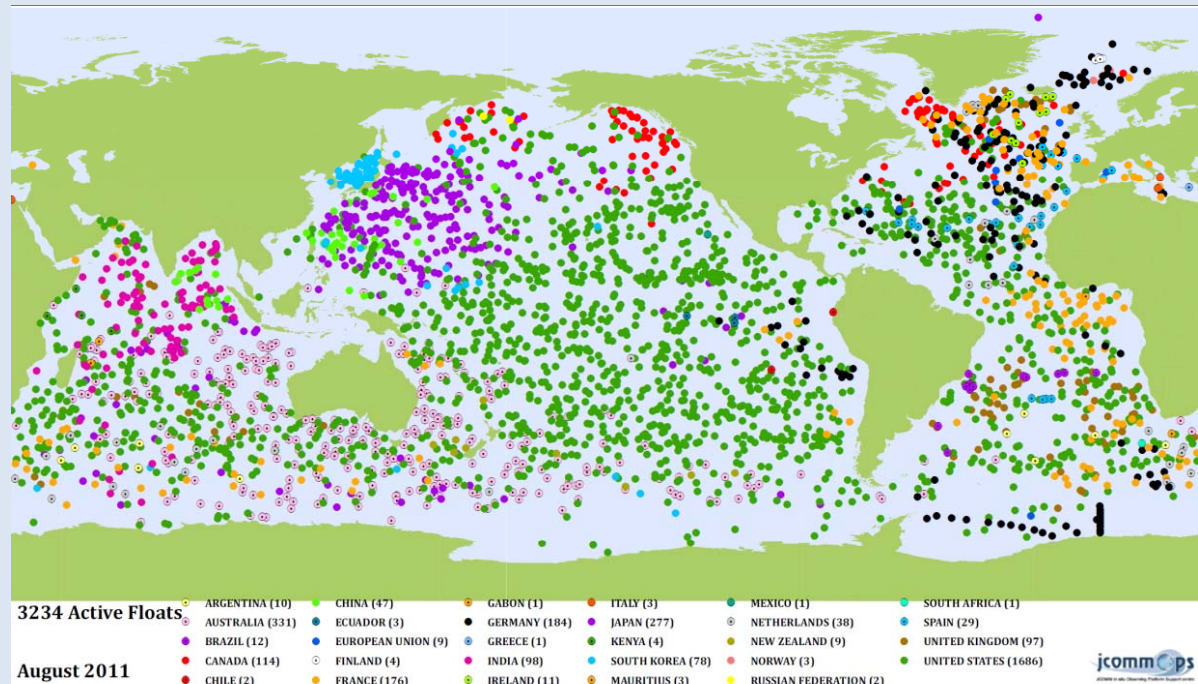 3234 Active Floats
August 2011
ARGENTINA (10)
AUSTRALIA (331)
BRAZIL (12)
CANADA (114)
CHILE (2)
CHINA (47)
ECUADOR (3)
EUROPEAN UNION (9)
FINLAND (4)
FRANCE (176)
GABON (1)
GERMANY (184)
GREECE (1)
INDIA (98)
IRELAND (11)
ITALY (3)
JAPAN (277)
KENYA (4)
SOUTH KOREA (78)
MAURITIUS (3)
MEXICO (1)
NETHERLANDS (38)
NEW ZEALAND (9)
NORWAY (3)
RUSSIAN FEDERATION (2)
SOUTH AFRICA (1)
SPAIN (29)
UNITED KINGDOM (97)
UNITED STATES (1686)
jcommops